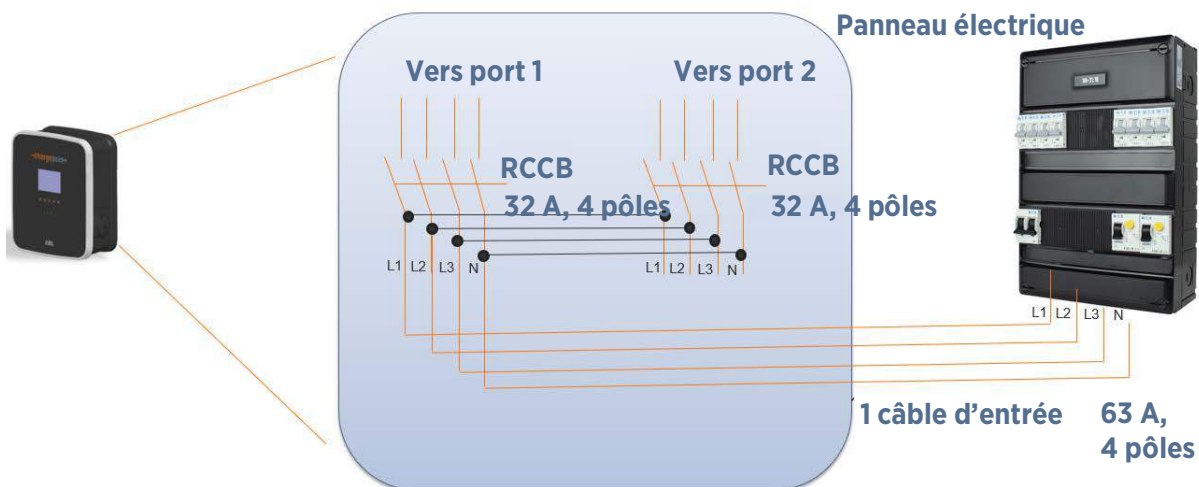 Panneau électrique
Vers port 1
Vers port 2
-chargepoin+
RCCB
32 A, 4 pôles
RCCB
32 A, 4 pôles
L1 L2 L3 N
L1 L2 L3 N
L1 L2 L3 N
1 câble d’entrée
63 A,
4 pôles